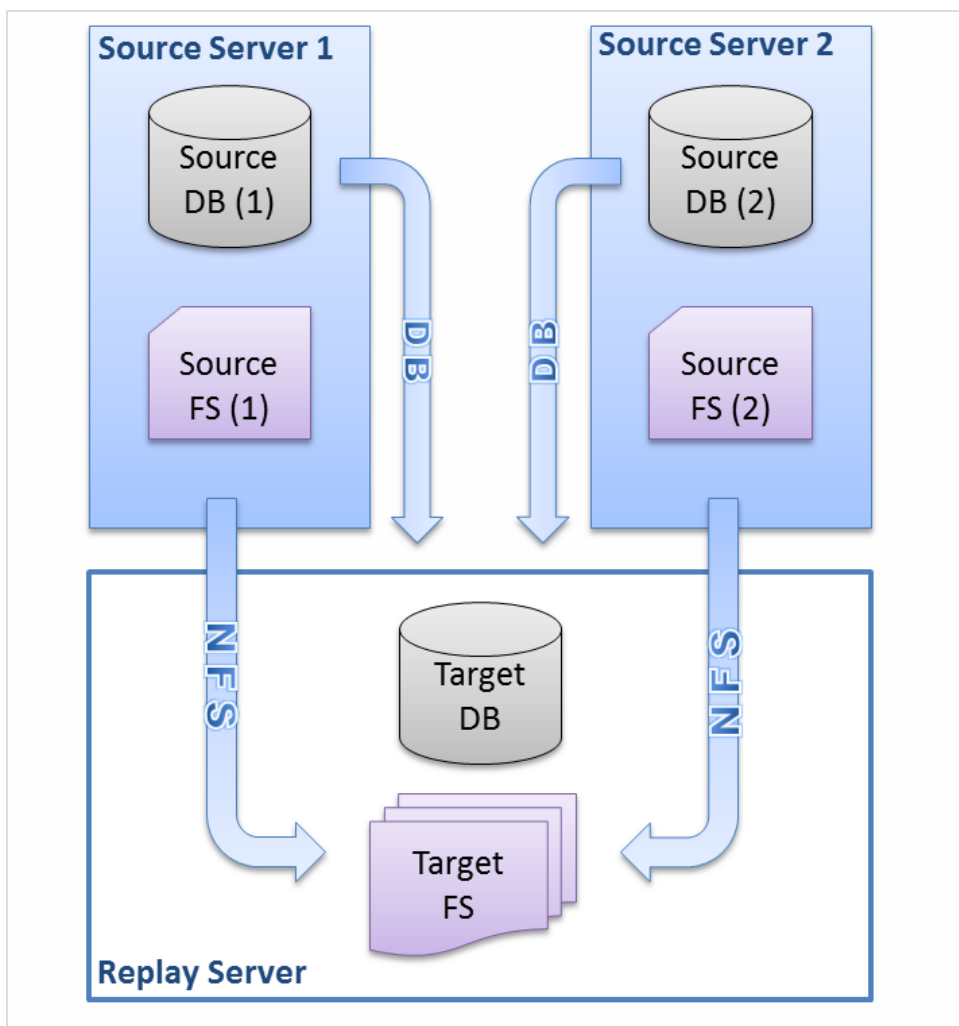 Source Server 1
Source
DB (1)
Source
FS (1)
DB
NFS
Source Server 2
Source
DB (2)
Source
FS (2)
DB
NFS
Target
DB
Target
FS
Replay Server